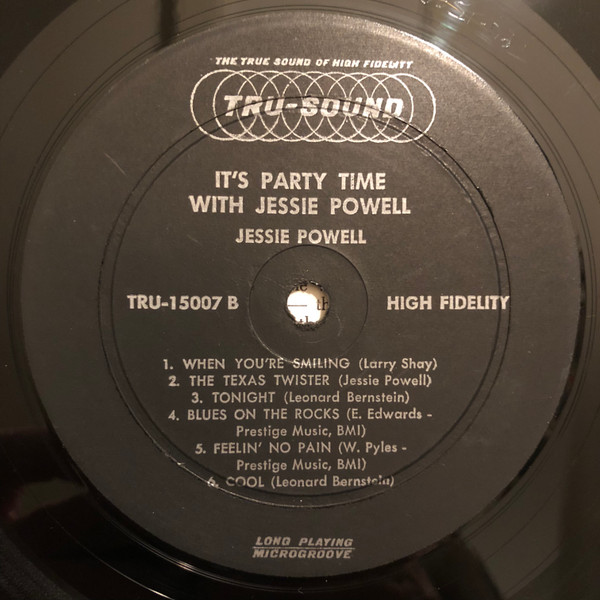 THE TRUE SOUND OF HIGH FIDELITY
TRU-SOUND
IT'S PARTY TIME
WITH JESSIE POWELL
JESSIE POWELL
TRU-15007 B HIGH FIDELITY
1. WHEN YOU'RE SMILING (Larry Shay)
2. THE TEXAS TWISTER (Jessie Powell)
3. TONIGHT (Leonard Bernstein)
4. BLUES ON THE ROCKS (E. Edwards -
Prestige Music, BMI)
5. FEELIN' NO PAIN (W. Pyles -
Prestige Music, BMI)
6. COOL (Leonard Bernstein)
LONG PLAYING
MICROGROOVE